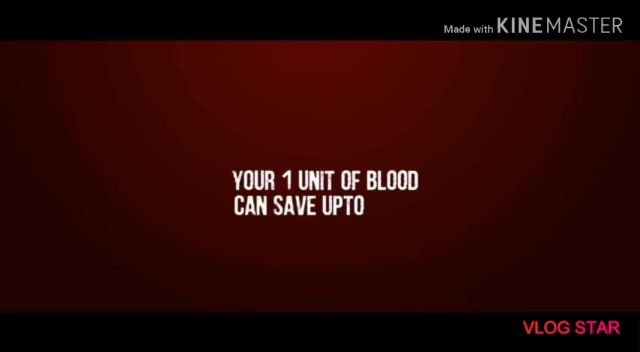 Made with KINEMASTER
YOUR 1 UNIT OF BLOOD
CAN SAVE UPTO
VLOG STAR